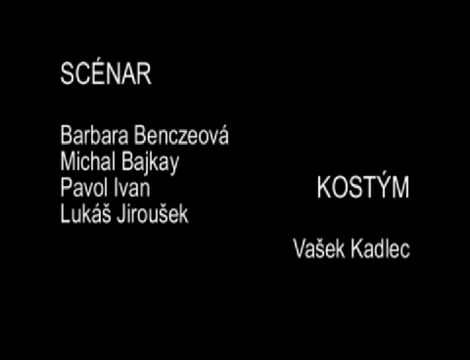 SCÉNAR
Barbara Benczeová
Michal Bajkay
Pavol Ivan
Lukáš Jiroušek
KOSTÝM
Vašek Kadlec